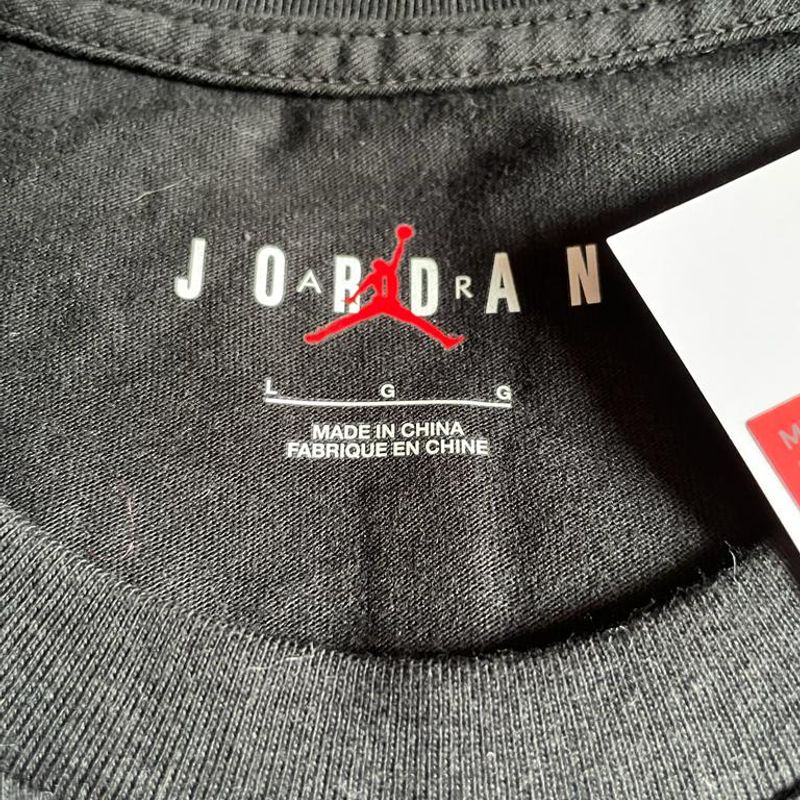 JORDAN
AIR
L G G
MADE IN CHINA
FABRIQUE EN CHINE
M